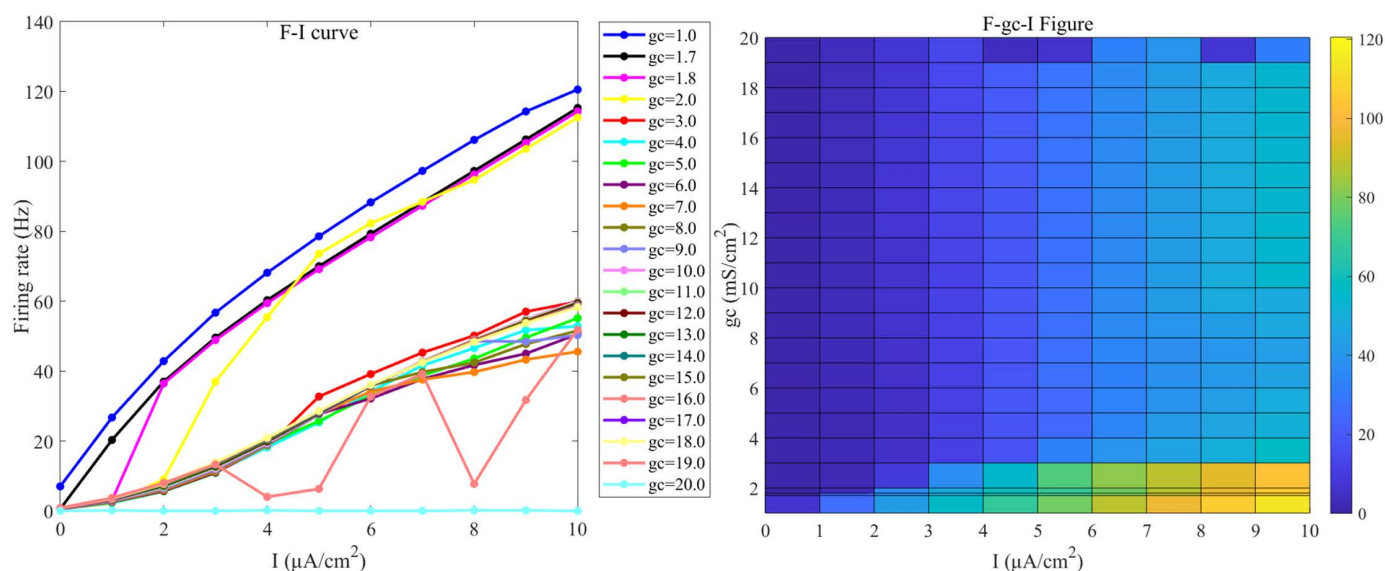 F-I curve
140
120
100
80
60
40
20
0
Firing rate (Hz)
0 2 4 6 8 10
I (μA/cm²)
gc=1.0
gc=1.7
gc=1.8
gc=2.0
gc=3.0
gc=4.0
gc=5.0
gc=6.0
gc=7.0
gc=8.0
gc=9.0
gc=10.0
gc=11.0
gc=12.0
gc=13.0
gc=14.0
gc=15.0
gc=16.0
gc=17.0
gc=18.0
gc=19.0
gc=20.0
F-gc-I Figure
20
18
16
14
12
10
8
6
4
2
gc (mS/cm²)
0 1 2 3 4 5 6 7 8 9 10
I (μA/cm²)
120
100
80
60
40
20
0